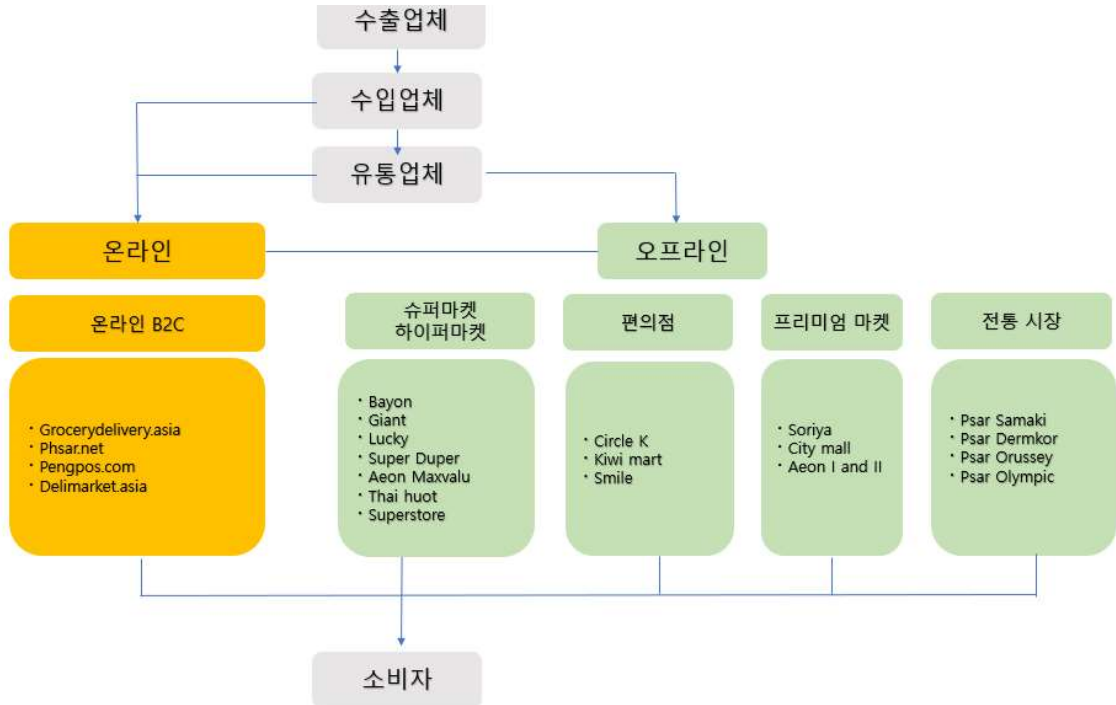 수출업체
수입업체
유통업체
온라인
오프라인
온라인 B2C
슈퍼마켓
하이퍼마켓
편의점
프리미엄 마켓
전통 시장
· Grocerydelivery.asia
· Phsar.net
· Pengpos.com
· Delimarket.asia
· Bayon
· Giant
· Lucky
· Super Duper
· Aeon Maxvalu
· Thai huot
· Superstore
· Circle K
· Kiwi mart
· Smile
· Soriya
· City mall
· Aeon I and II
· Psar Samaki
· Psar Dermkor
· Psar Orussey
· Psar Olympic
소비자